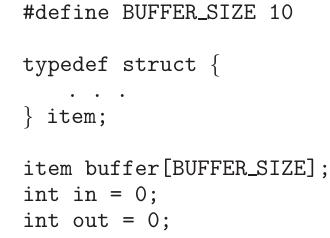 #define BUFFER_SIZE 10
typedef struct {
. . .
} item;
item buffer[BUFFER_SIZE];
int in = 0;
int out = 0;